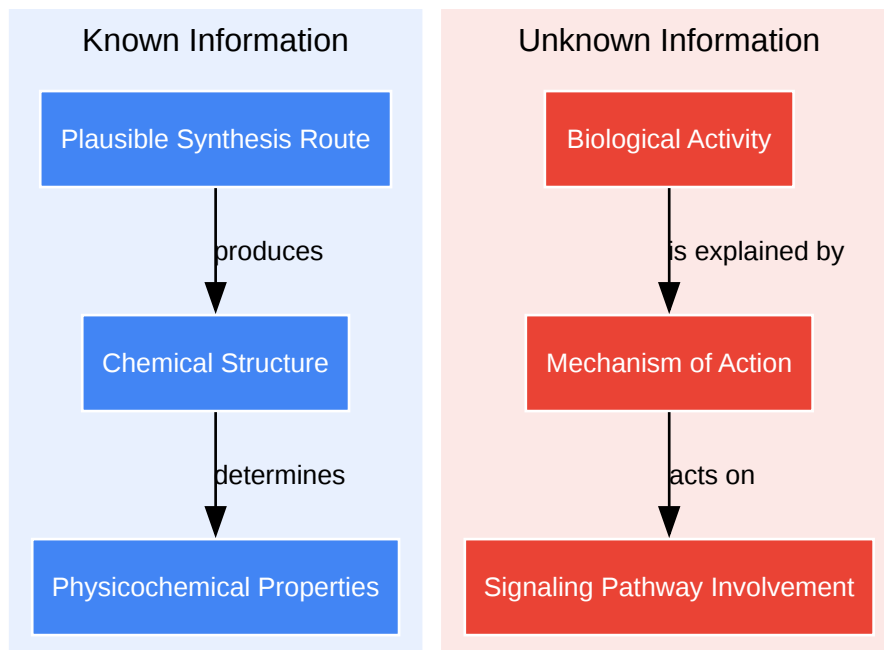 Known Information
Plausible Synthesis Route
produces
Chemical Structure
determines
Physicochemical Properties
Unknown Information
Biological Activity
is explained by
Mechanism of Action
acts on
Signaling Pathway Involvement